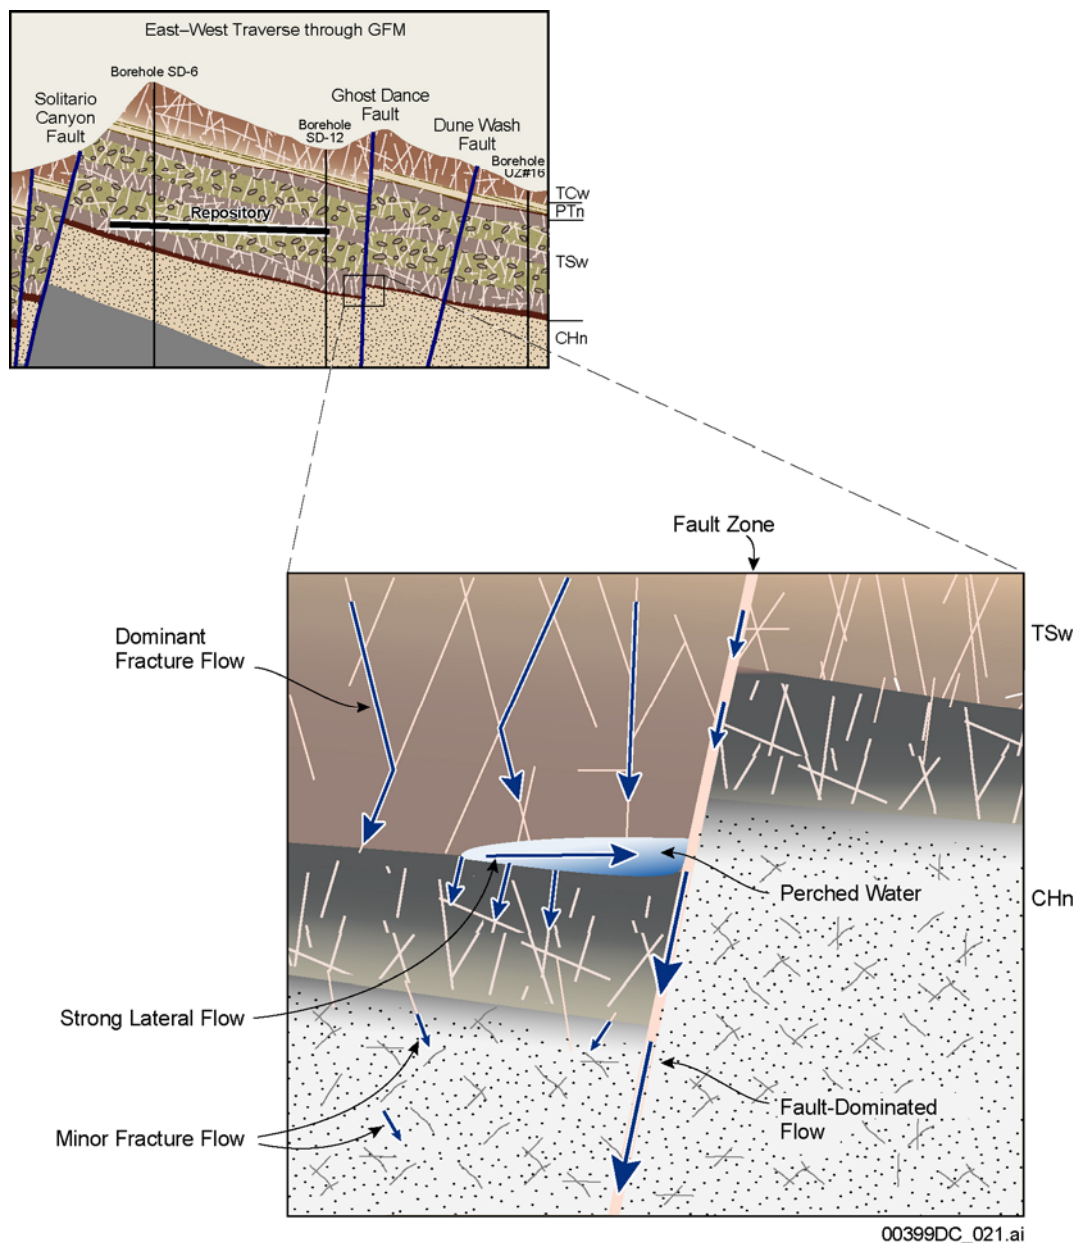 East–West Traverse through GFM
Borehole SD-6
Solitario
Canyon
Fault
Ghost Dance
Fault
Borehole
SD-12
Dune Wash
Fault
Borehole
UZ#16
TCw
PTn
Repository
TSw
CHn
Fault Zone
Dominant
Fracture Flow
TSw
Perched Water
CHn
Strong Lateral Flow
Minor Fracture Flow
Fault-Dominated
Flow
00399DC_021.ai